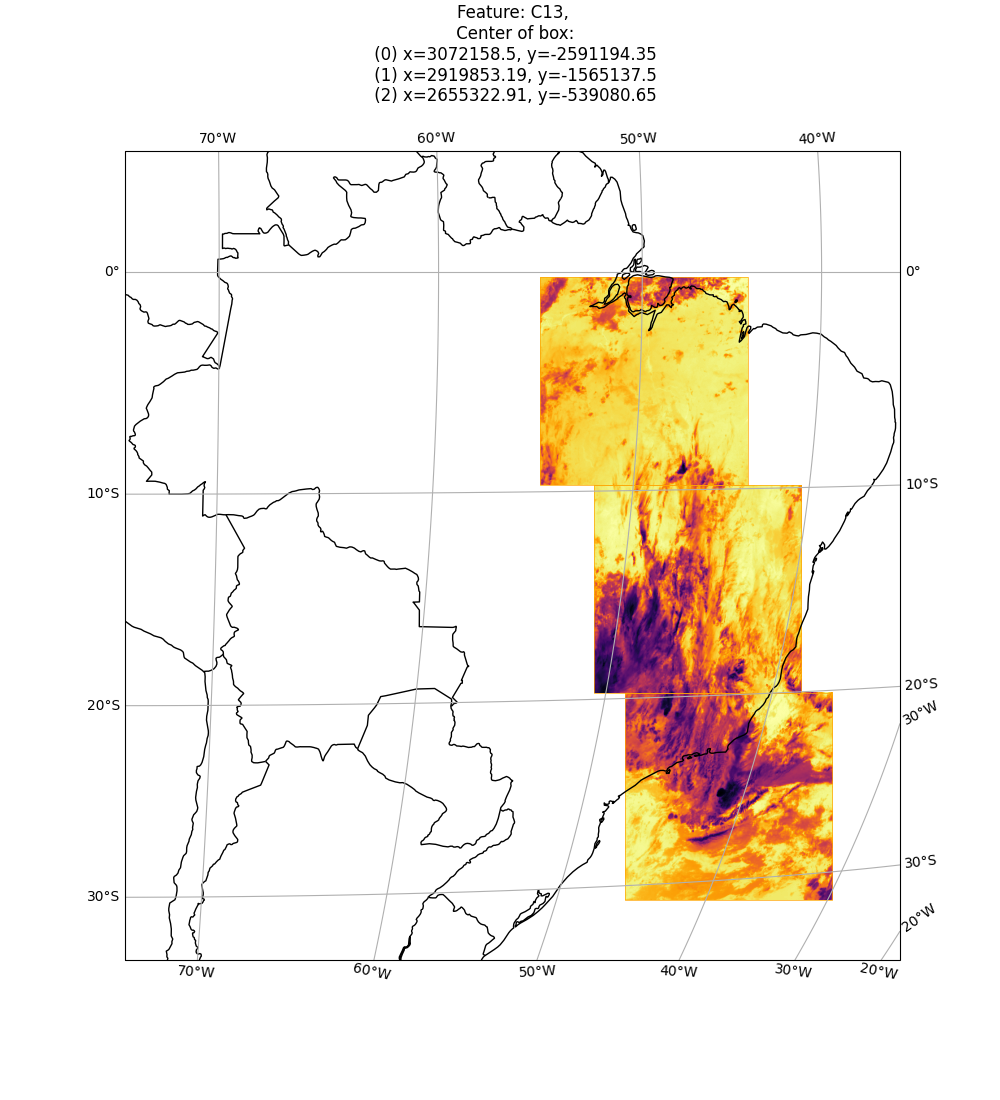 Feature: C13,
Center of box:
(0) x=3072158.5, y=-2591194.35
(1) x=2919853.19, y=-1565137.5
(2) x=2655322.91, y=-539080.65
70°W 60°W 50°W 40°W
0° 0°
10°S 10°S
20°S 20°S
30°W
30°S 30°S
20°W
70°W 60°W 50°W 40°W 30°W 20°W